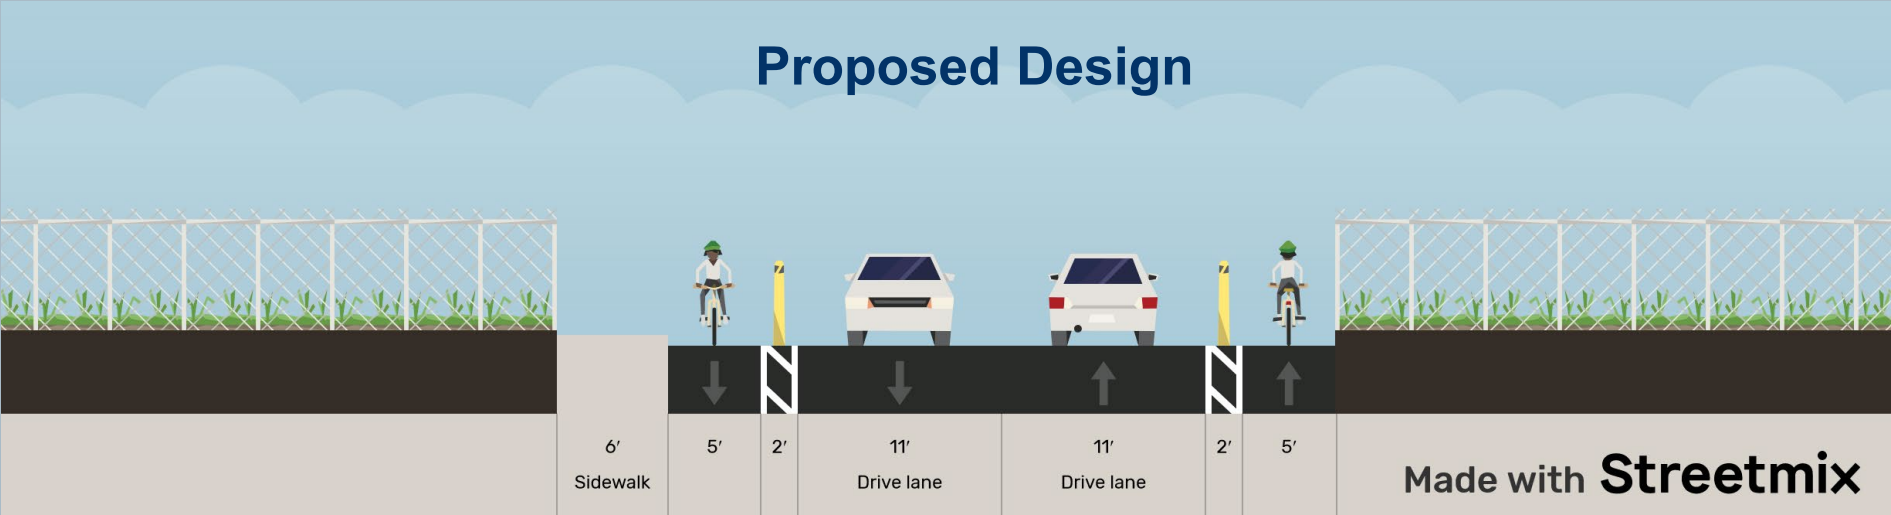 Proposed Design
6′ 5′ 2′ 11′ 11′ 2′ 5′
Sidewalk Drive lane Drive lane
Made with Streetmix